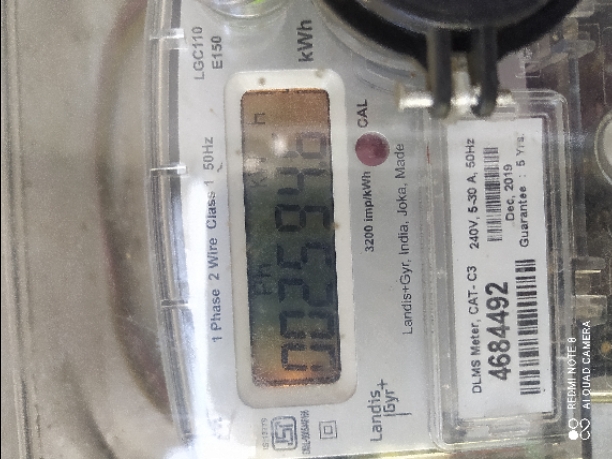 LGC110
E150
1 Phase 2 Wire Class 1 50Hz
kWh
0025946
CAL
3200 imp/kWh
Landis+Gyr, India, Joka, Made
Landis
Gyr+
ISI
DLMS Meter, CAT- C3 240V, 5-30 A, 50Hz
4684492
Dec, 2019
Guarantee : 5 Yrs.
REDMI NOTE 8
AI QUAD CAMERA